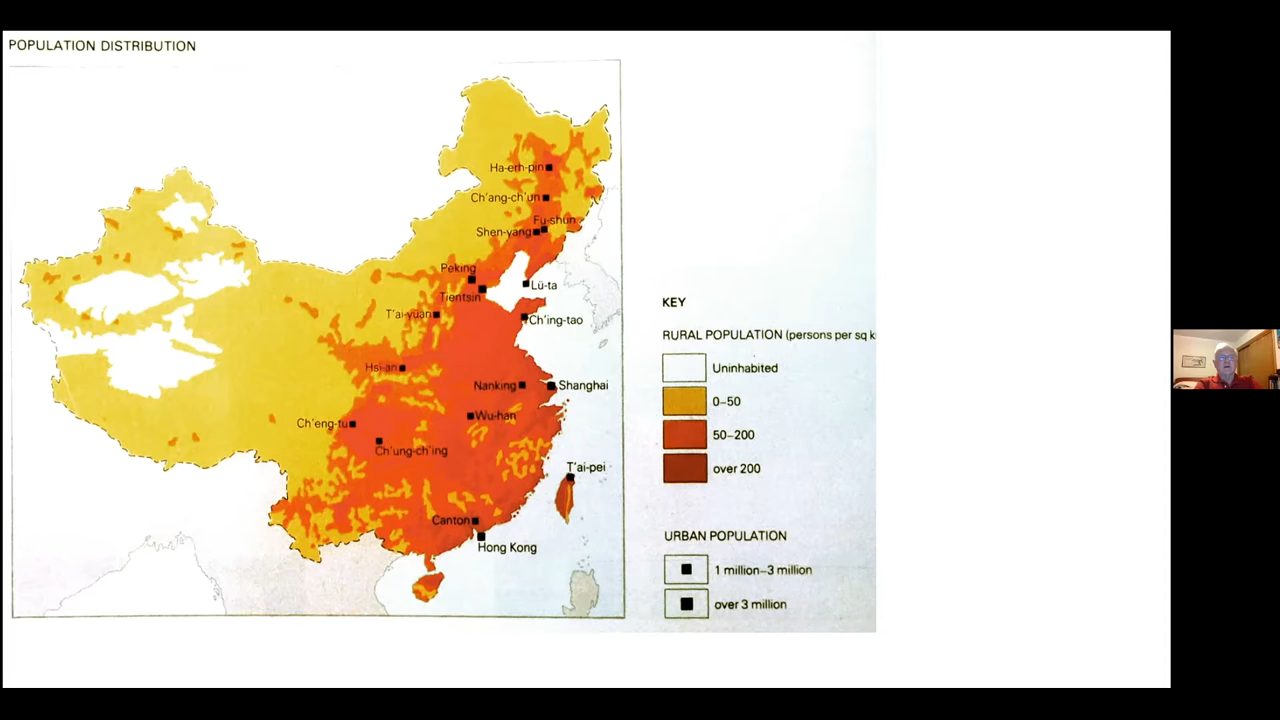 POPULATION DISTRIBUTION
Ha-erh-pin
Ch'ang-ch'un
Fu-shun
Shen-yang
Peking
Lü-ta
Tientsin
T'ai-yuan
Ch'ing-tao
Hsi-an
Nanking
Shanghai
Wu-han
Ch'eng-tu
Ch'ung-ch'ing
T'ai-pei
Canton
Hong Kong
KEY
RURAL POPULATION (persons per sq k
Uninhabited
0–50
50–200
over 200
URBAN POPULATION
1 million–3 million
over 3 million